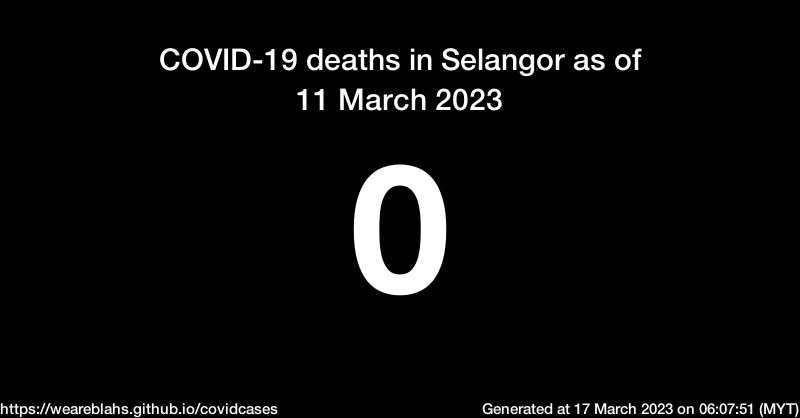 COVID-19 deaths in Selangor as of
11 March 2023
0
https://weareblahs.github.io/covidcases
Generated at 17 March 2023 on 06:07:51 (MYT)